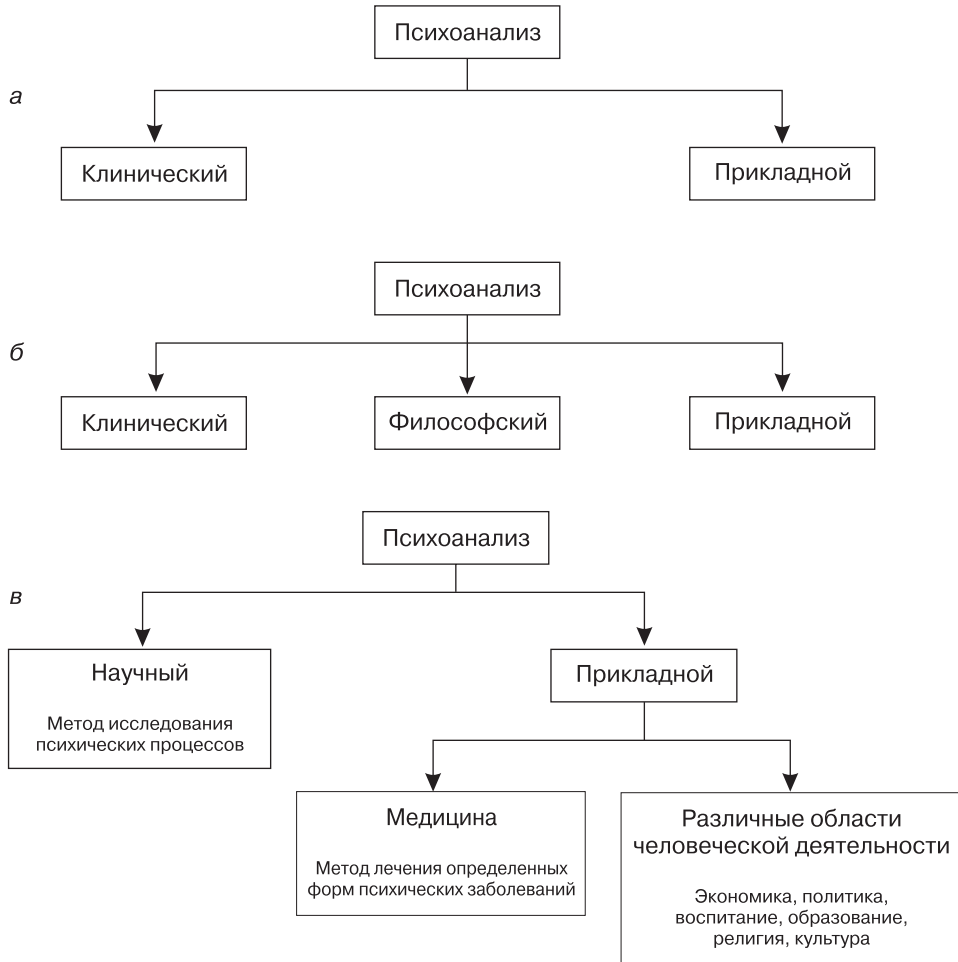 Психоанализ
а
Клинический
Прикладной
Психоанализ
б
Клинический
Философский
Прикладной
Психоанализ
в
Научный
Метод исследования
психических процессов
Прикладной
Медицина
Метод лечения определенных
форм психических заболеваний
Различные области
человеческой деятельности
Экономика, политика,
воспитание, образование,
религия, культура